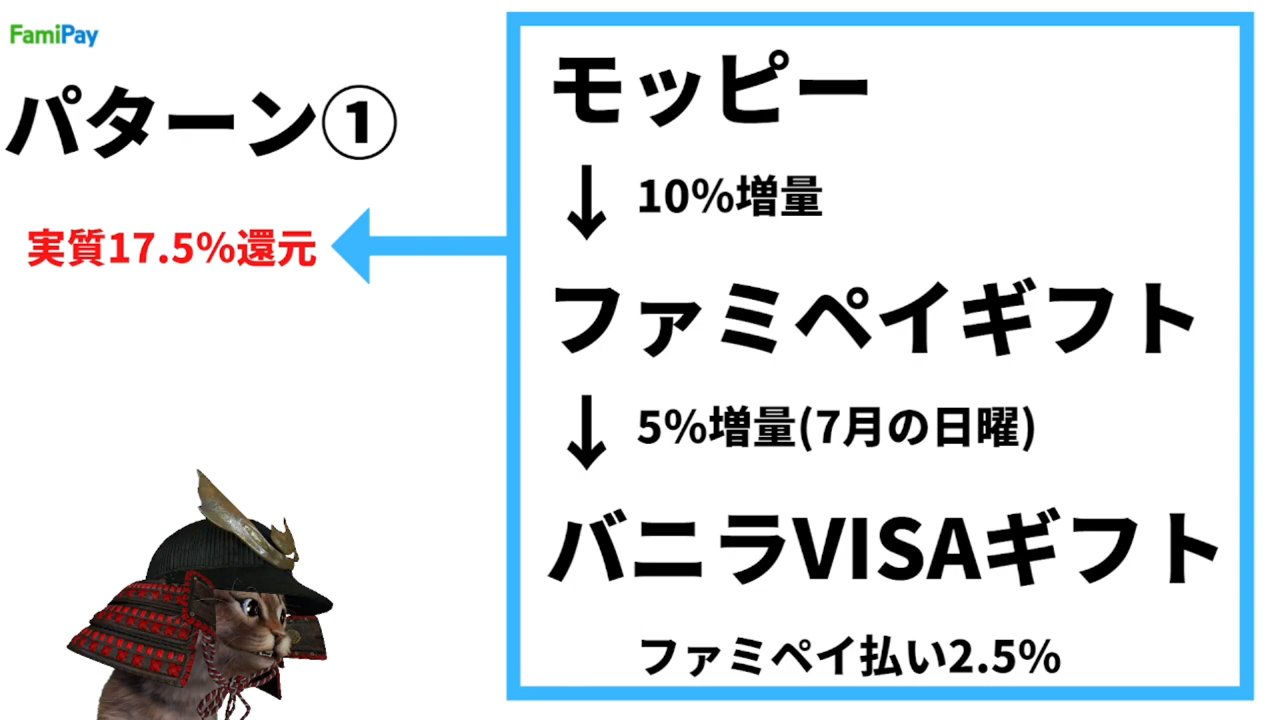 FamiPay
パターン①
実質17.5%還元
モッピー
↓ 10%増量
ファミペイギフト
↓ 5%増量(7月の日曜)
バニラVISAギフト
ファミペイ払い2.5%